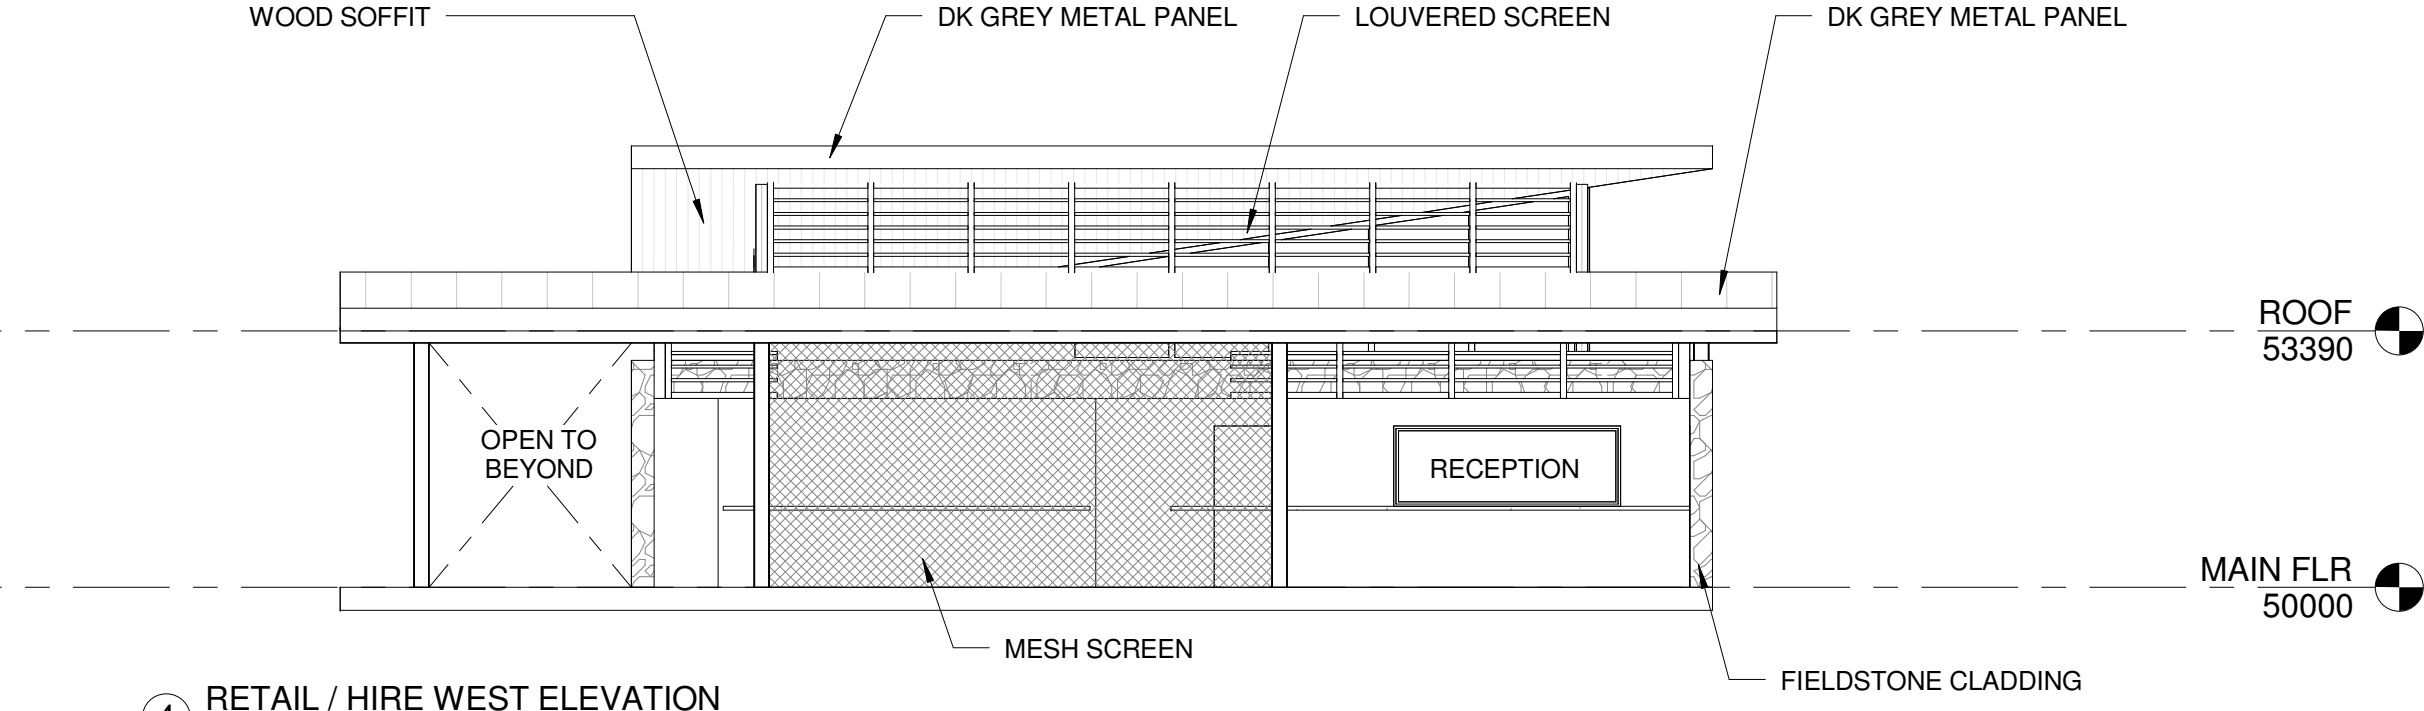 WOOD SOFFIT
DK GREY METAL PANEL
LOUVERED SCREEN
DK GREY METAL PANEL
ROOF
53390
OPEN TO
BEYOND
RECEPTION
MAIN FLR
50000
MESH SCREEN
FIELDSTONE CLADDING
RETAIL / HIRE WEST ELEVATION